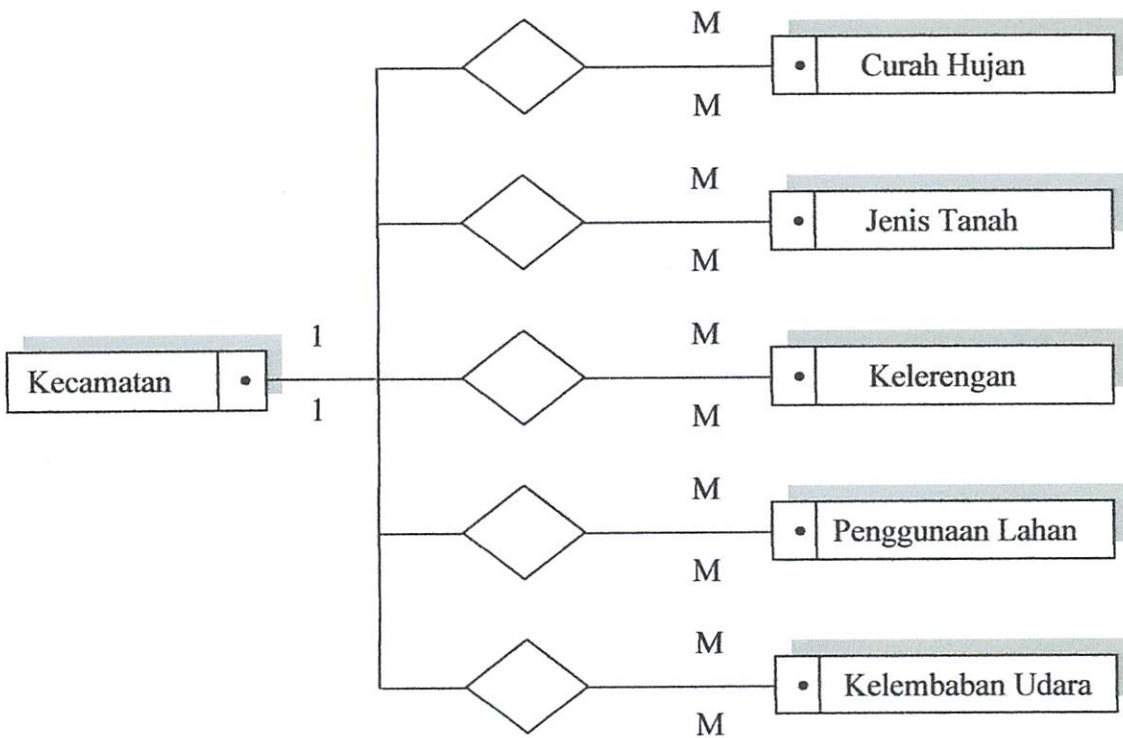 M
Curah Hujan
M
M
Jenis Tanah
M
1
Kecamatan
1
M
Kelerengan
M
M
Penggunaan Lahan
M
M
Kelembaban Udara
M